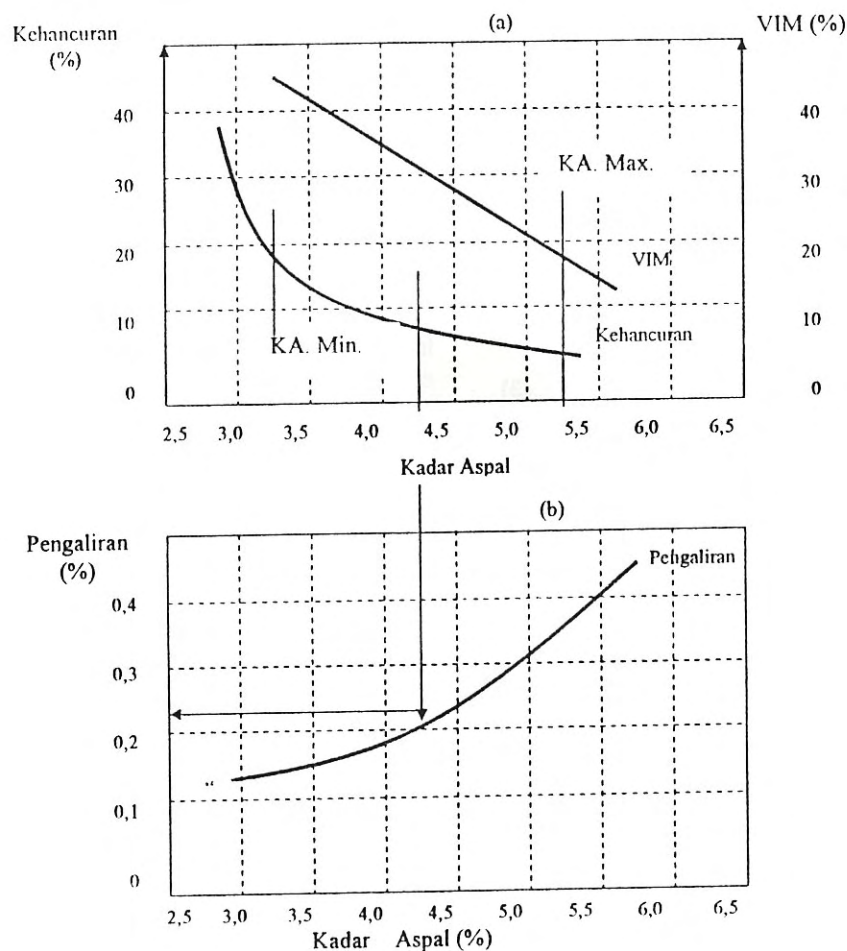 (a)
Kehancuran
(%)
VIM (%)
40
30
20
10
0
KA. Max.
VIM
Kehancuran
KA. Min.
40
30
20
10
0
2,5 3,0 3,5 4,0 4,5 5,0 5,5 6,0 6,5
Kadar Aspal
(b)
Pengaliran
(%)
Pengaliran
0,4
0,3
0,2
0,1
0
2,5 3,0 3,5 4,0 4,5 5,0 5,5 6,0 6,5
Kadar Aspal (%)